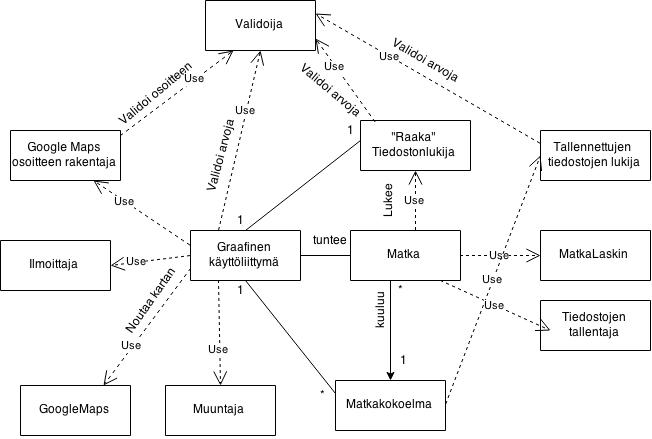 Validoija
Validoi osoitteen
Use
Use
Validoi arvoja
Use
Validoi arvoja
Use
Validoi arvoja
Google Maps
osoitteen rakentaja
1
"Raaka"
Tiedostonlukija
Tallennettujen
tiedostojen lukija
Use
Lukee
Use
1
Graafinen
käyttöliittymä
tuntee
Matka
Use
MatkaLaskin
Ilmoittaja
Use
Use
Use
Noutaa kartan
Use
1
kuuluu
*
Tiedostojen
tallentaja
Use
1
*
GoogleMaps
Muuntaja
Matkakokoelma